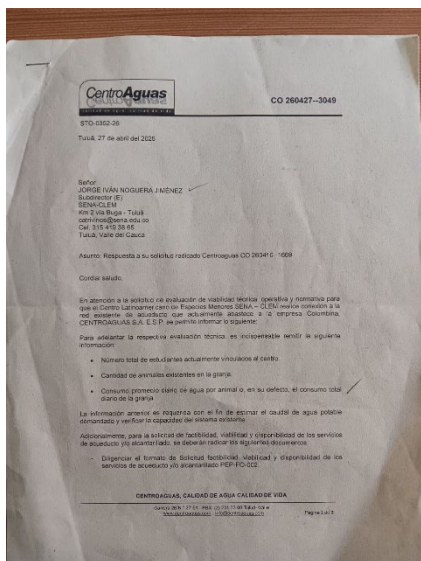 CentroAguas
CO 260427--3049
STO-0302-26
Tuluá, 27 de abril del 2026
Señor
JORGE IVÁN NOGUERA JIMÉNEZ
Subdirector (E)
SENA-CLEM
Km 2 vía Buga - Tuluá
Cel. 315 419 38 65
Tuluá, Valle del Cauca
Asunto: Respuesta a su solicitud radicado Centroaguas CO 260410- 1609
Cordial saludo,
En atención a la solicitud de evaluación de viabilidad técnica, operativa y normativa para
que el Centro Latinoamericano de Especies Menores SENA – CLEM realice conexión a la
red existente de acueducto que actualmente abastece a la empresa Colombina,
CENTROAGUAS S.A. E.S.P. se permite informar lo siguiente:
Para adelantar la respectiva evaluación técnica, es indispensable remitir la siguiente
información:
• Número total de estudiantes actualmente vinculados al centro.
• Cantidad de animales existentes en la granja.
• Consumo promedio diario de agua por animal o, en su defecto, el consumo total
diario de la granja.
La información anterior es requerida con el fin de estimar el caudal de agua potable
demandado y verificar la capacidad del sistema existente.
Adicionalmente, para la solicitud de factibilidad, viabilidad y disponibilidad de los servicios
de acueducto y/o alcantarillado, se deberán radicar los siguientes documentos:
- Diligenciar el formato de Solicitud factibilidad, viabilidad y disponibilidad de los
servicios de acueducto y/o alcantarillado PEP-FO-002.
CENTROAGUAS, CALIDAD DE AGUA CALIDAD DE VIDA